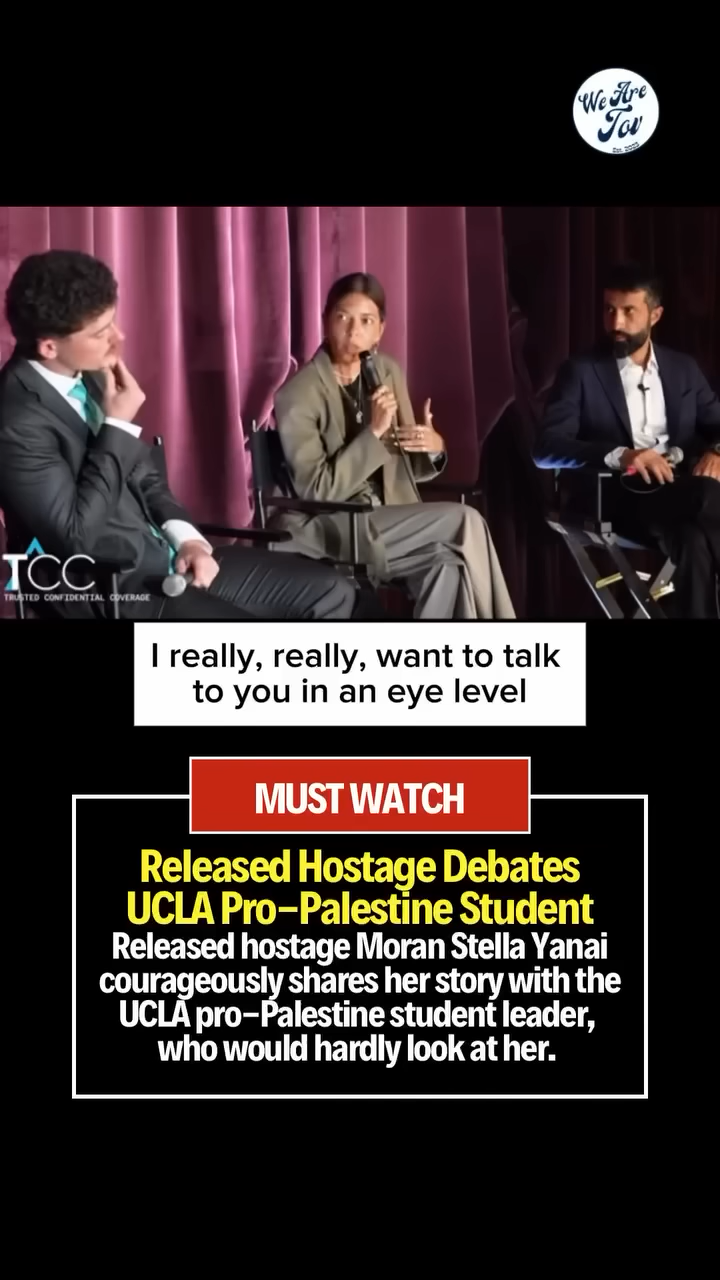 We Are
Tov
Est. 2023
TCC
TRUSTED CONFIDENTIAL COVERAGE
I really, really, want to talk
to you in an eye level
MUST WATCH
Released Hostage Debates
UCLA Pro-Palestine Student
Released hostage Moran Stella Yanai
courageously shares her story with the
UCLA pro-Palestine student leader,
who would hardly look at her.